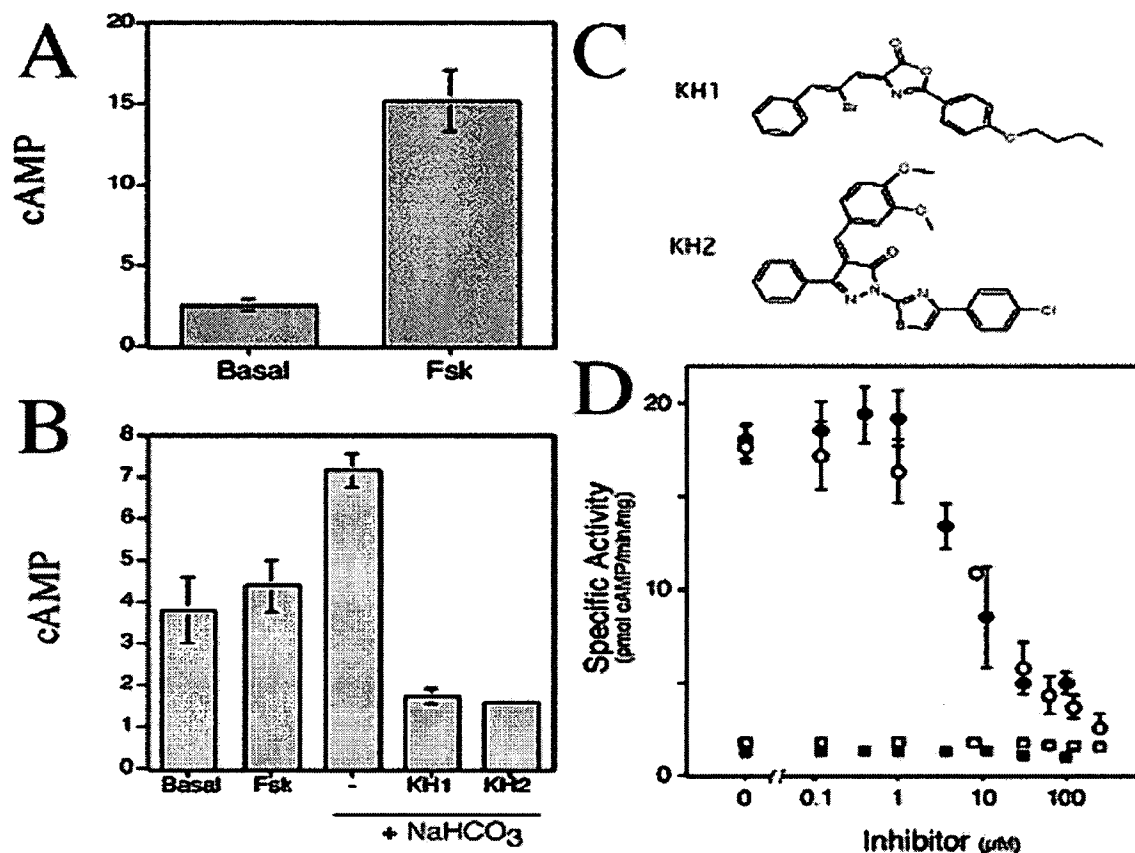 A
cAMP
20
15
10
5
0
Basal
Fsk
B
cAMP
8
7
6
5
4
3
2
1
0
Basal
Fsk
-
KH1
KH2
+ NaHCO3
C
KH1
O
O
N
Br
O
KH2
O
O
O
N
N
N
S
Cl
D
Specific Activity
(pmol cAMP/min/mg)
20
10
0
0
0.1
1
10
100
Inhibitor (µM)